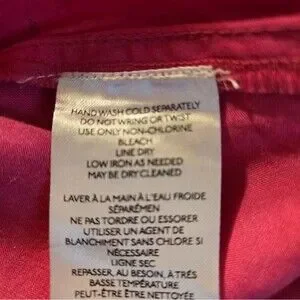 HAND WASH COLD SEPARATELY
DO NOT WRING OR TWIST
USE ONLY NON-CHLORINE
BLEACH
LINE DRY
LOW IRON AS NEEDED
MAY BE DRY CLEANED
LAVER À LA MAIN À L'EAU FROIDE
SÉPARÉMEN
NE PAS TORDRE OU ESSORER
UTILISER UN AGENT DE
BLANCHIMENT SANS CHLORE SI
NÉCESSAIRE
LIGNE SEC
REPASSER, AU BESOIN, À TRÉS
BASSE TEMPÉRATURE
PEUT-ÊTRE ÊTRE NETTOYÉE